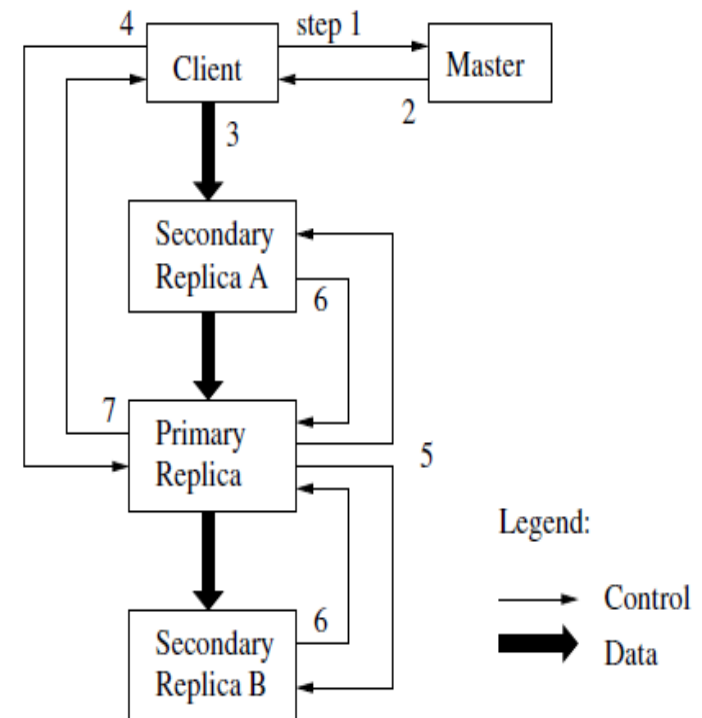 4
step 1
Client
Master
2
3
Secondary
Replica A
6
7
Primary
Replica
5
Legend:
Control
6
Secondary
Replica B
Data